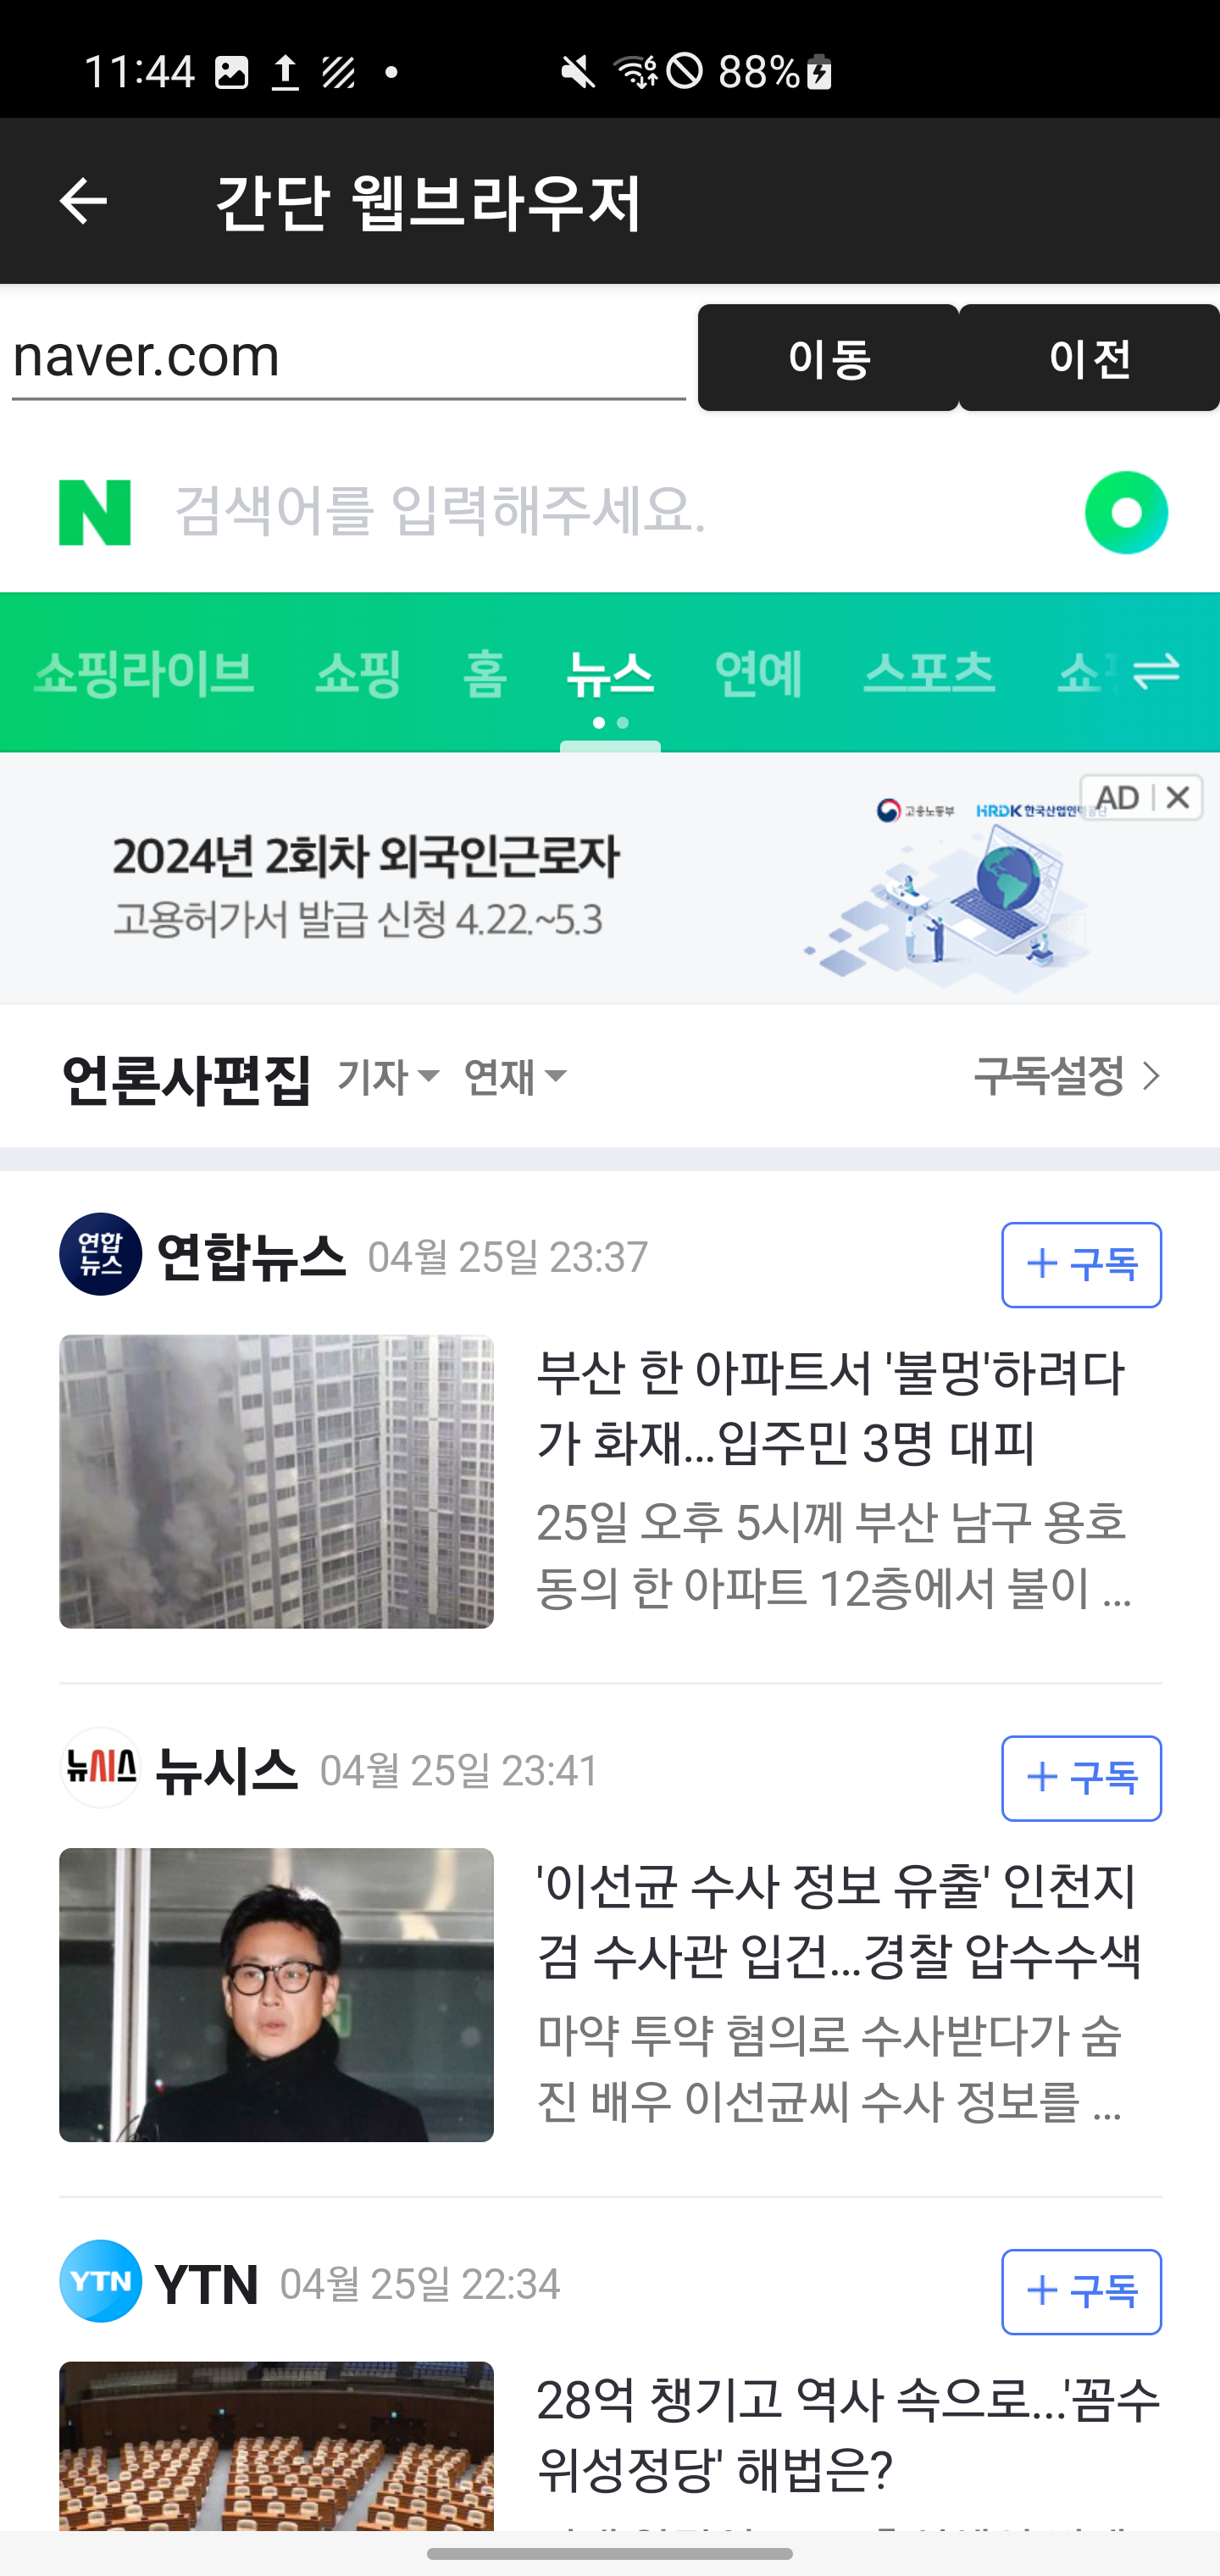 11:44
88%
간단 웹브라우저
naver.com
이동
이전
검색어를 입력해주세요.
쇼핑라이브 쇼핑 홈 뉴스 연예 스포츠
고용노동부 HRDK 한국산업인력공단
AD
2024년 2회차 외국인근로자
고용허가서 발급 신청 4.22.~5.3
언론사편집 기자 연재 구독설정
연합
뉴스
연합뉴스 04월 25일 23:37
+ 구독
부산 한 아파트서 '불멍'하려다
가 화재...입주민 3명 대피
25일 오후 5시께 부산 남구 용호
동의 한 아파트 12층에서 불이 ...
뉴시스 뉴시스 04월 25일 23:41
+ 구독
'이선균 수사 정보 유출' 인천지
검 수사관 입건...경찰 압수수색
마약 투약 혐의로 수사받다가 숨
진 배우 이선균씨 수사 정보를 ...
YTN YTN 04월 25일 22:34
+ 구독
28억 챙기고 역사 속으로...'꼼수
위성정당' 해법은?